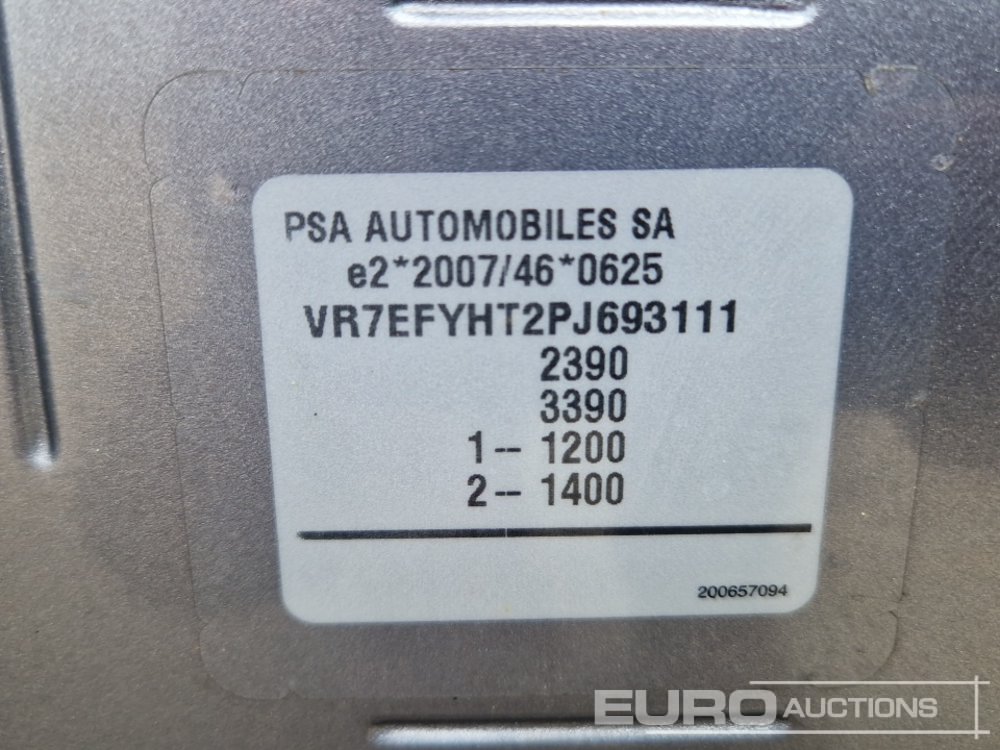 PSA AUTOMOBILES SA
e2*2007/46*0625
VR7EFYHT2PJ693111
2390
3390
1-- 1200
2-- 1400
200657094
EURO AUCTIONS